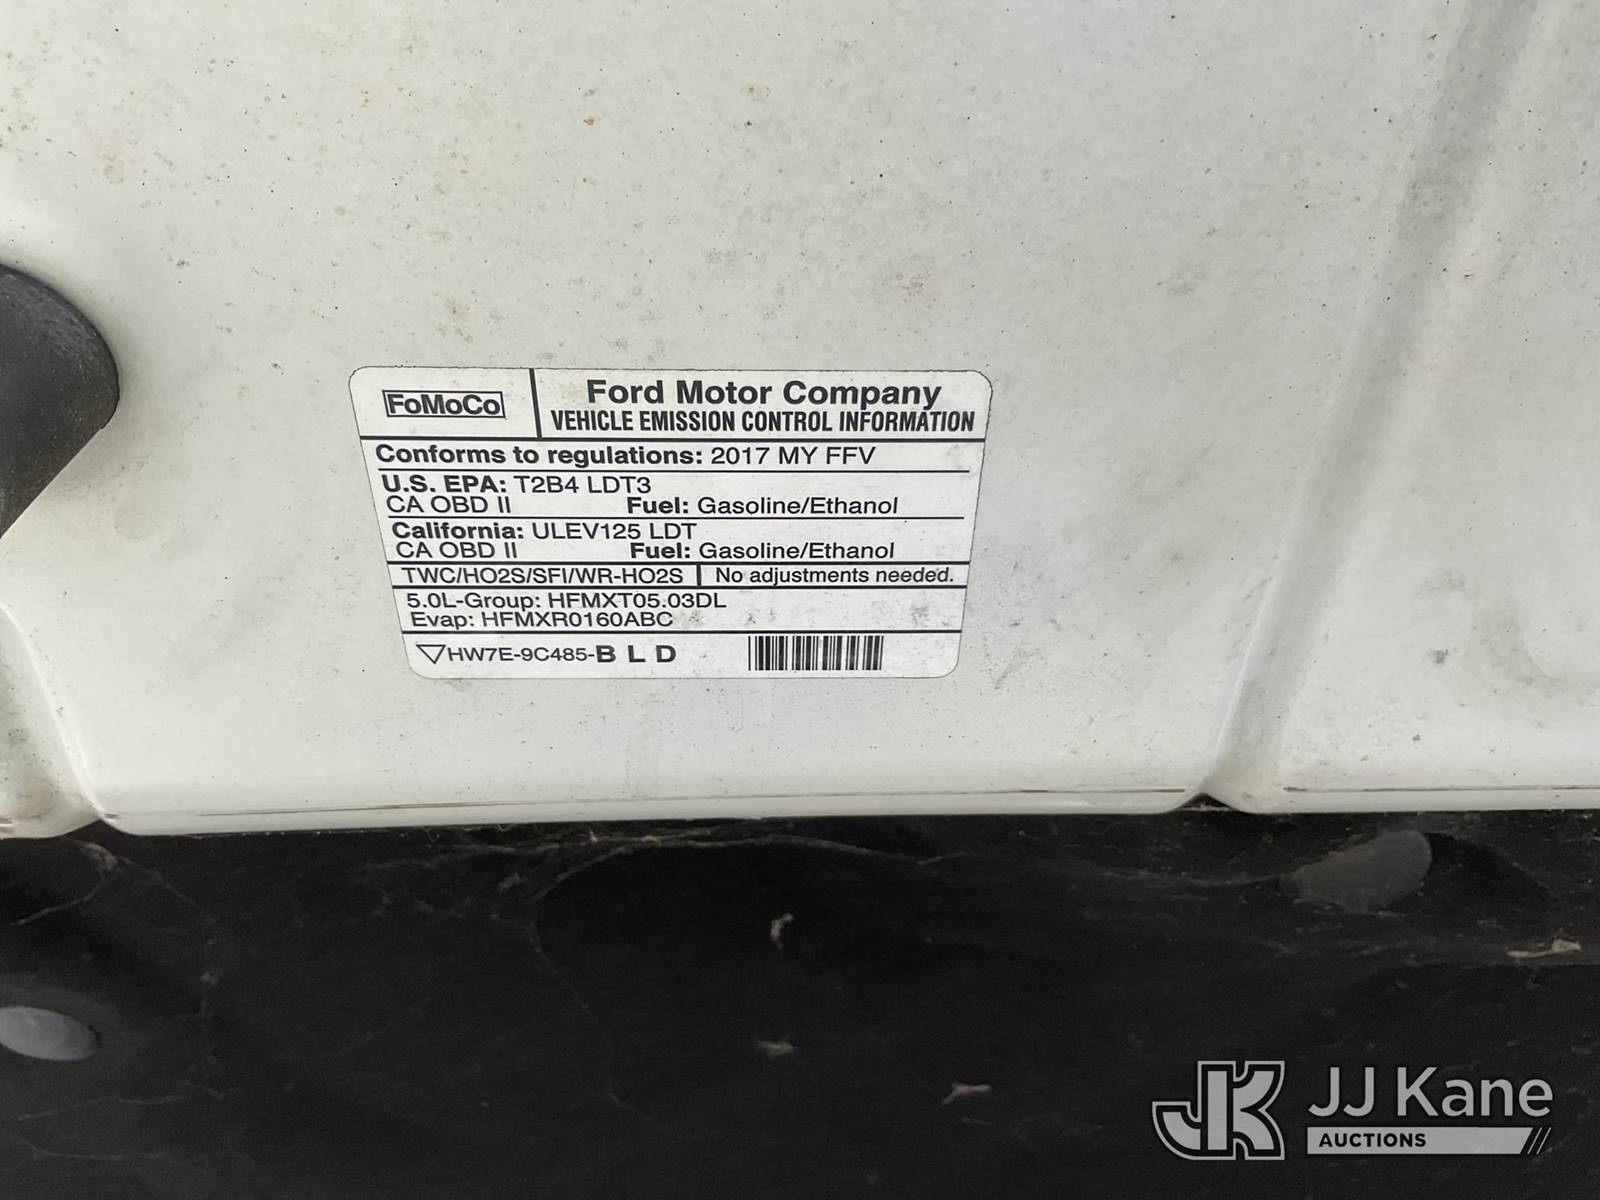 FoMoCo
Ford Motor Company
VEHICLE EMISSION CONTROL INFORMATION
Conforms to regulations: 2017 MY FFV
U.S. EPA: T2B4 LDT3
CA OBD II Fuel: Gasoline/Ethanol
California: ULEV125 LDT
CA OBD II Fuel: Gasoline/Ethanol
TWC/HO2S/SFI/WR-HO2S No adjustments needed.
5.0L-Group: HFMXT05.03DL
Evap: HFMXR0160ABC
HW7E-9C485-B L D
JK JJ Kane
AUCTIONS